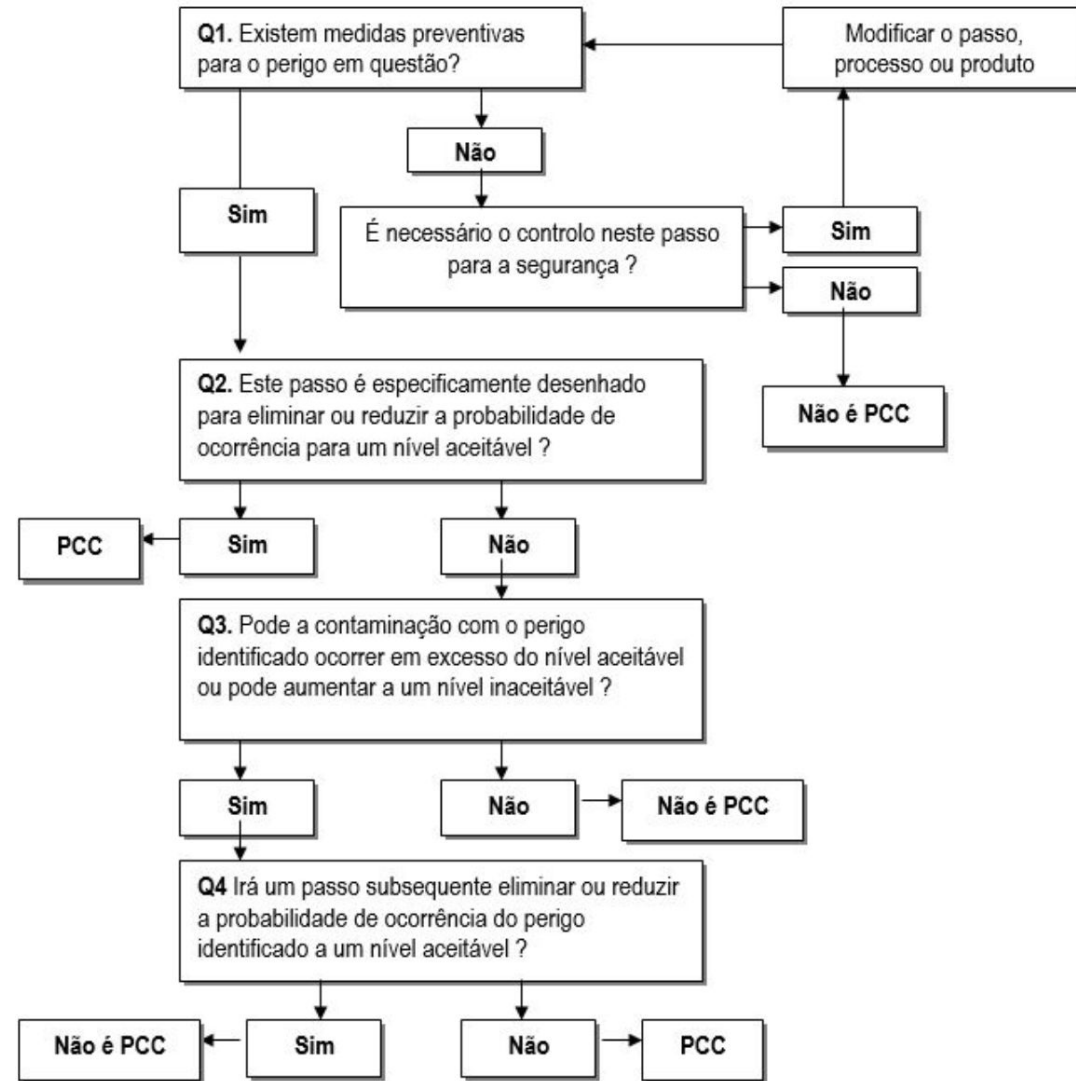 Q1. Existem medidas preventivas
para o perigo em questão?
Modificar o passo,
processo ou produto
Não
Sim
É necessário o controlo neste passo
para a segurança ?
Sim
Não
Não é PCC
Q2. Este passo é especificamente desenhado
para eliminar ou reduzir a probabilidade de
ocorrência para um nível aceitável ?
PCC
Sim
Não
Q3. Pode a contaminação com o perigo
identificado ocorrer em excesso do nível aceitável
ou pode aumentar a um nível inaceitável ?
Sim
Não
Não é PCC
Q4 Irá um passo subsequente eliminar ou reduzir
a probabilidade de ocorrência do perigo
identificado a um nível aceitável ?
Não é PCC
Sim
Não
PCC